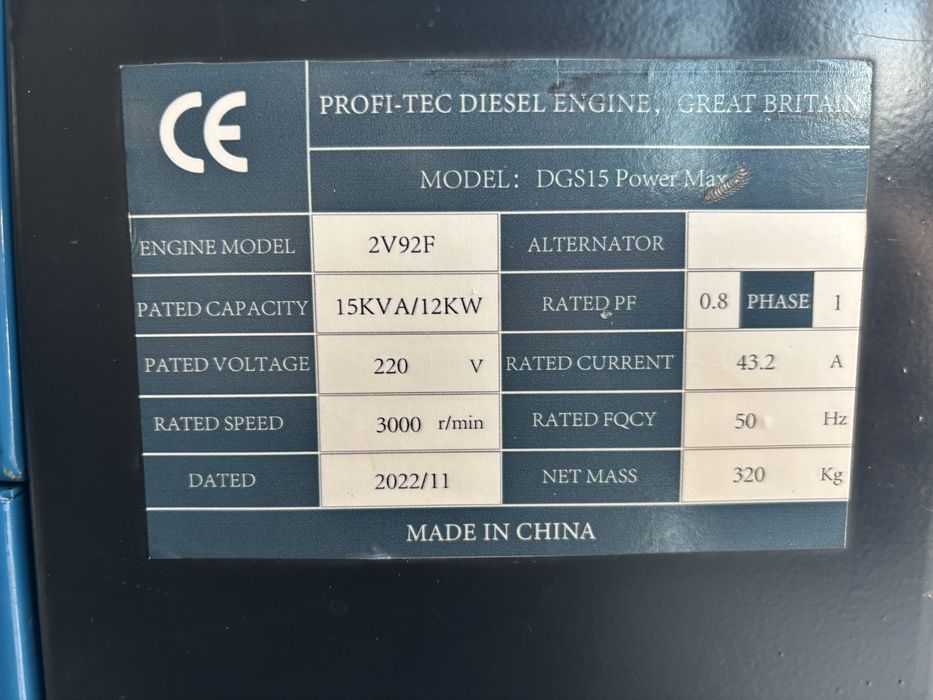 CE
PROFI-TEC DIESEL ENGINE, GREAT BRITAIN
MODEL: DGS15 Power Max
ENGINE MODEL 2V92F ALTERNATOR
PATED CAPACITY 15KVA/12KW RATED PF 0.8 PHASE 1
PATED VOLTAGE 220 V RATED CURRENT 43.2 A
RATED SPEED 3000 r/min RATED FQCY 50 Hz
DATED 2022/11 NET MASS 320 Kg
MADE IN CHINA